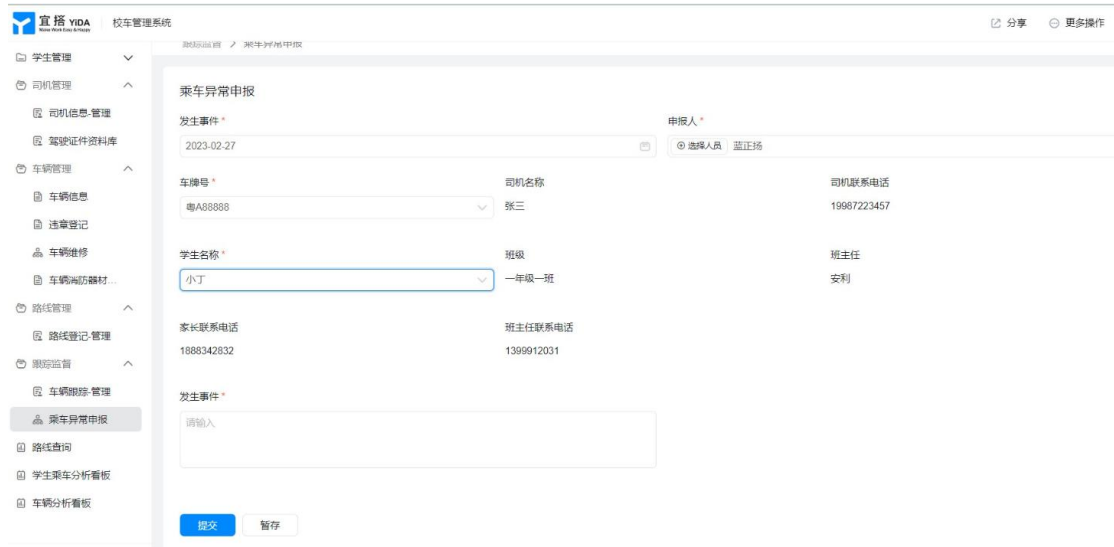 宜搭 YiDA 校车管理系统 分享 更多操作
Make Work Easy & Happy
跟踪监督 > 乘车异常申报
学生管理
司机管理
司机信息-管理
驾驶证件资料库
车辆管理
车辆信息
违章登记
车辆维修
车辆消防器材...
路线管理
路线登记-管理
跟踪监督
车辆跟踪-管理
乘车异常申报
路线查询
学生乘车分析看板
车辆分析看板
乘车异常申报
发生事件 * 申报人 *
2023-02-27 选择人员 蓝正扬
车牌号 * 司机名称 司机联系电话
粤A88888 张三 19987223457
学生名称 * 班级 班主任
小丁 一年级一班 安利
家长联系电话 班主任联系电话
1888342832 1399912031
发生事件 *
请输入
提交 暂存